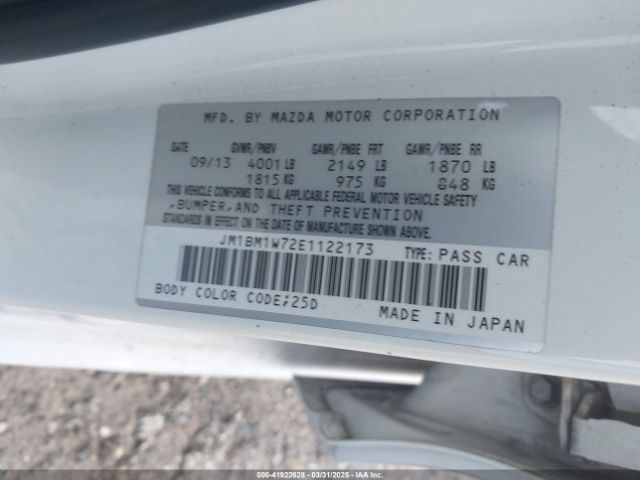 MFD. BY MAZDA MOTOR CORPORATION
DATE GVWR/PNBV GAWR/PNBE FRT GAWR/PNBE RR
09/13 4001 LB 2149 LB 1870 LB
1815 KG 975 KG 848 KG
THIS VEHICLE CONFORMS TO ALL APPLICABLE FEDERAL MOTOR VEHICLE SAFETY
,BUMPER,AND THEFT PREVENTION
STANDARDS IN EFFECT ON THE DATE OF MANUFACTURE SHOWN ABOVE.
JM1BM1W72E1122173 TYPE: PASS CAR
BODY COLOR CODE;25D MADE IN JAPAN
000-41922628 - 03/31/2025 - IAAI.COM